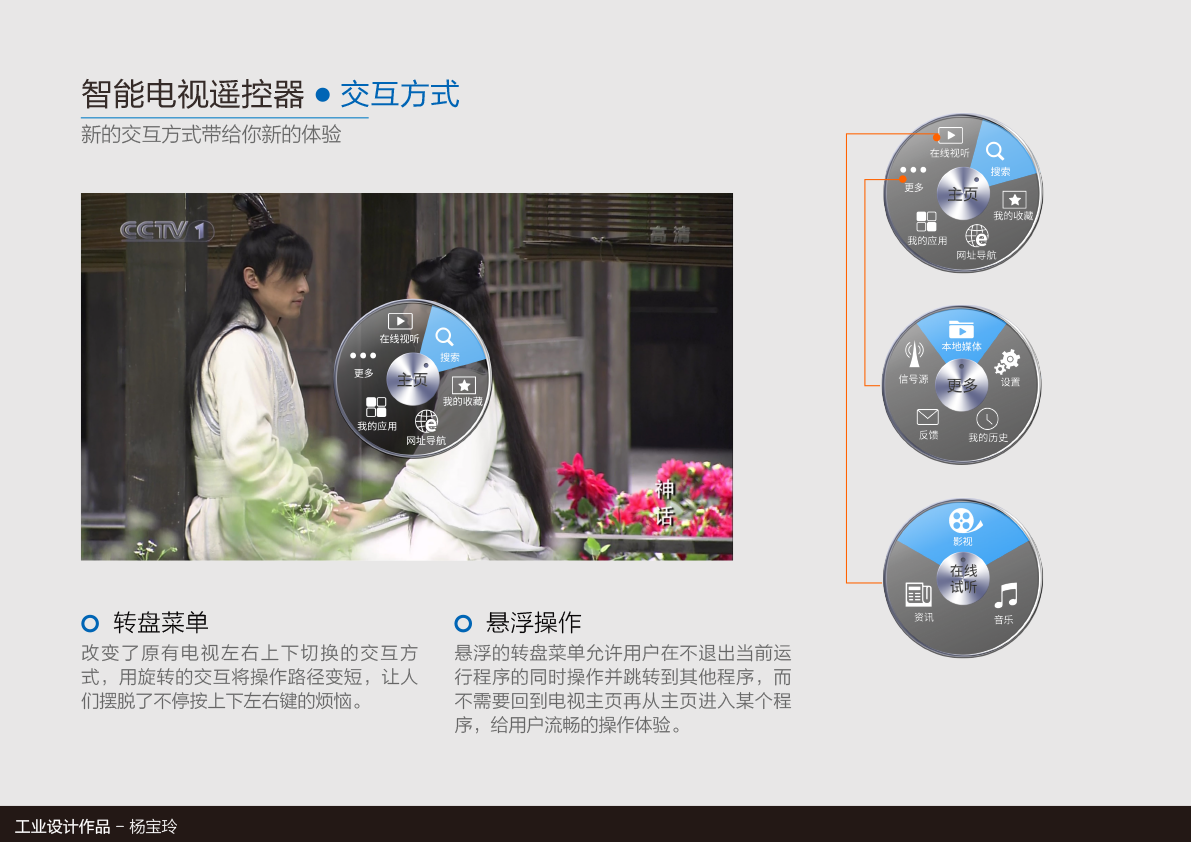 智能电视遥控器 ● 交互方式
新的交互方式带给你新的体验
CCTV 1
高清
在线视听
搜索
更多
主页
我的收藏
我的应用
网址导航
神
话
在线视听
搜索
更多
主页
我的收藏
我的应用
网址导航
本地媒体
信号源
更多
设置
反馈
我的历史
影视
在线
试听
资讯
音乐
转盘菜单
改变了原有电视左右上下切换的交互方
式，用旋转的交互将操作路径变短，让人
们摆脱了不停按上下左右键的烦恼。
悬浮操作
悬浮的转盘菜单允许用户在不退出当前运
行程序的同时操作并跳转到其他程序，而
不需要回到电视主页再从主页进入某个程
序，给用户流畅的操作体验。
工业设计作品 - 杨宝玲